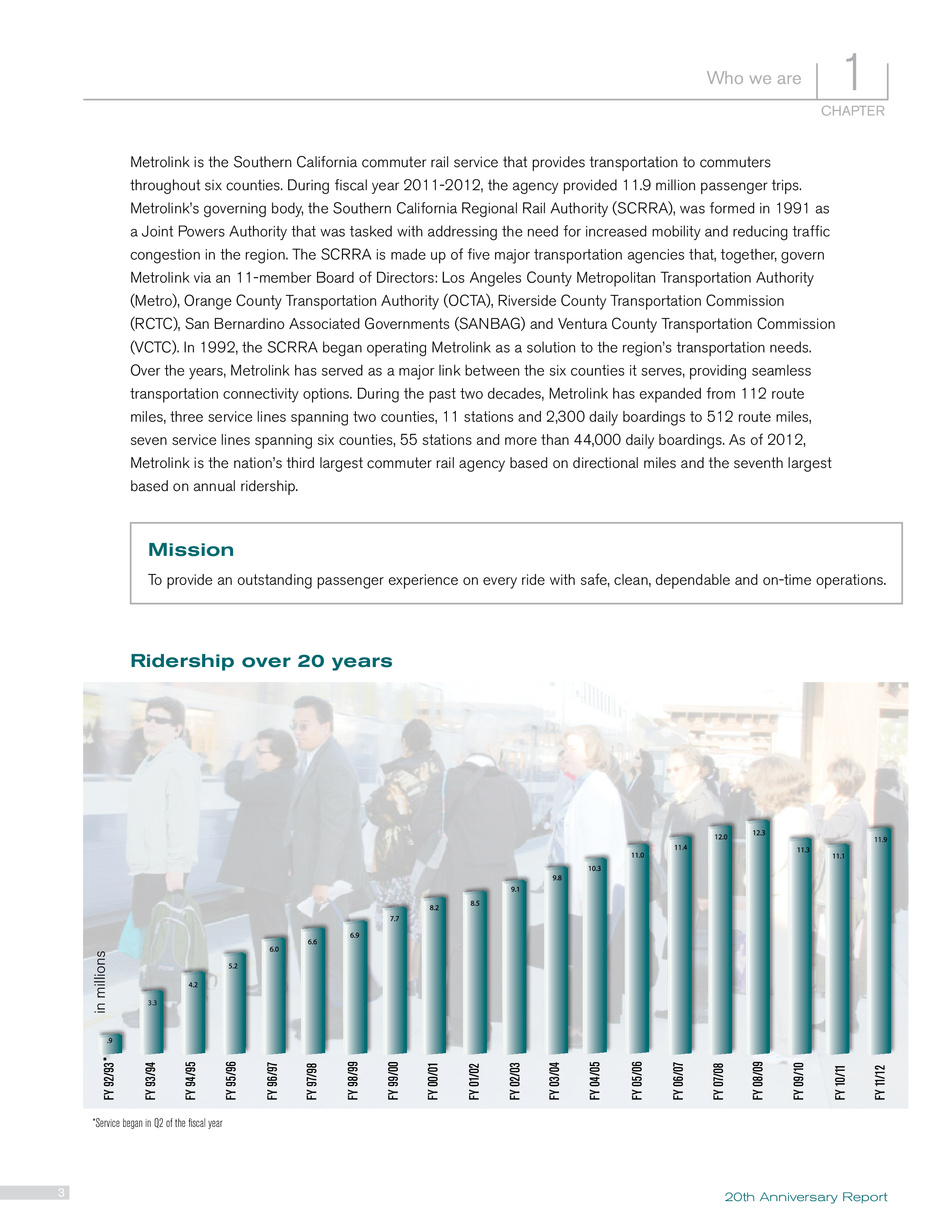 Who we are
1
CHAPTER
Metrolink is the Southern California commuter rail service that provides transportation to commuters
throughout six counties. During fiscal year 2011-2012, the agency provided 11.9 million passenger trips.
Metrolink's governing body, the Southern California Regional Rail Authority (SCRRA), was formed in 1991 as
a Joint Powers Authority that was tasked with addressing the need for increased mobility and reducing traffic
congestion in the region. The SCRRA is made up of five major transportation agencies that, together, govern
Metrolink via an 11-member Board of Directors: Los Angeles County Metropolitan Transportation Authority
(Metro), Orange County Transportation Authority (OCTA), Riverside County Transportation Commission
(RCTC), San Bernardino Associated Governments (SANBAG) and Ventura County Transportation Commission
(VCTC). In 1992, the SCRRA began operating Metrolink as a solution to the region's transportation needs.
Over the years, Metrolink has served as a major link between the six counties it serves, providing seamless
transportation connectivity options. During the past two decades, Metrolink has expanded from 112 route
miles, three service lines spanning two counties, 11 stations and 2,300 daily boardings to 512 route miles,
seven service lines spanning six counties, 55 stations and more than 44,000 daily boardings. As of 2012,
Metrolink is the nation's third largest commuter rail agency based on directional miles and the seventh largest
based on annual ridership.
Mission
To provide an outstanding passenger experience on every ride with safe, clean, dependable and on-time operations.
Ridership over 20 years
in millions
.9
3.3
4.2
5.2
6.0
6.6
6.9
7.7
8.2
8.5
9.1
9.8
10.3
11.0
11.4
12.0
12.3
11.3
11.1
11.9
FY 92/93*
FY 93/94
FY 94/95
FY 95/96
FY 96/97
FY 97/98
FY 98/99
FY 99/00
FY 00/01
FY 01/02
FY 02/03
FY 03/04
FY 04/05
FY 05/06
FY 06/07
FY 07/08
FY 08/09
FY 09/10
FY 10/11
FY 11/12
*Service began in Q2 of the fiscal year
3
20th Anniversary Report